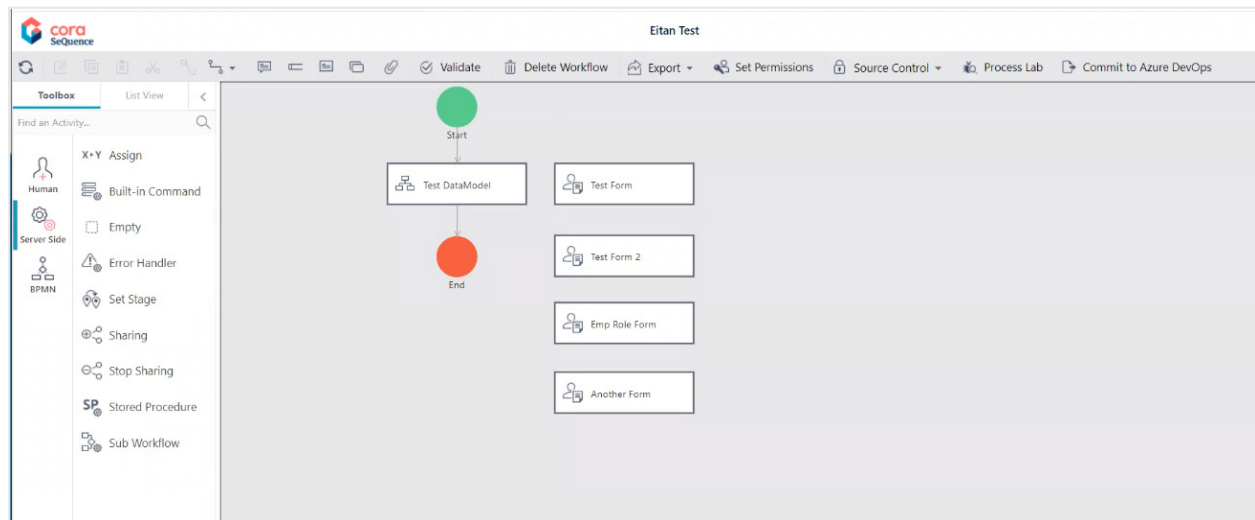 cora
SeQuence
Eitan Test
Validate
Delete Workflow
Export
Set Permissions
Source Control
Process Lab
Commit to Azure DevOps
Toolbox
List View
Find an Activity...
Human
Server Side
BPMN
X+Y Assign
Built-in Command
Empty
Error Handler
Set Stage
Sharing
Stop Sharing
SP Stored Procedure
Sub Workflow
Start
Test DataModel
End
Test Form
Test Form 2
Emp Role Form
Another Form